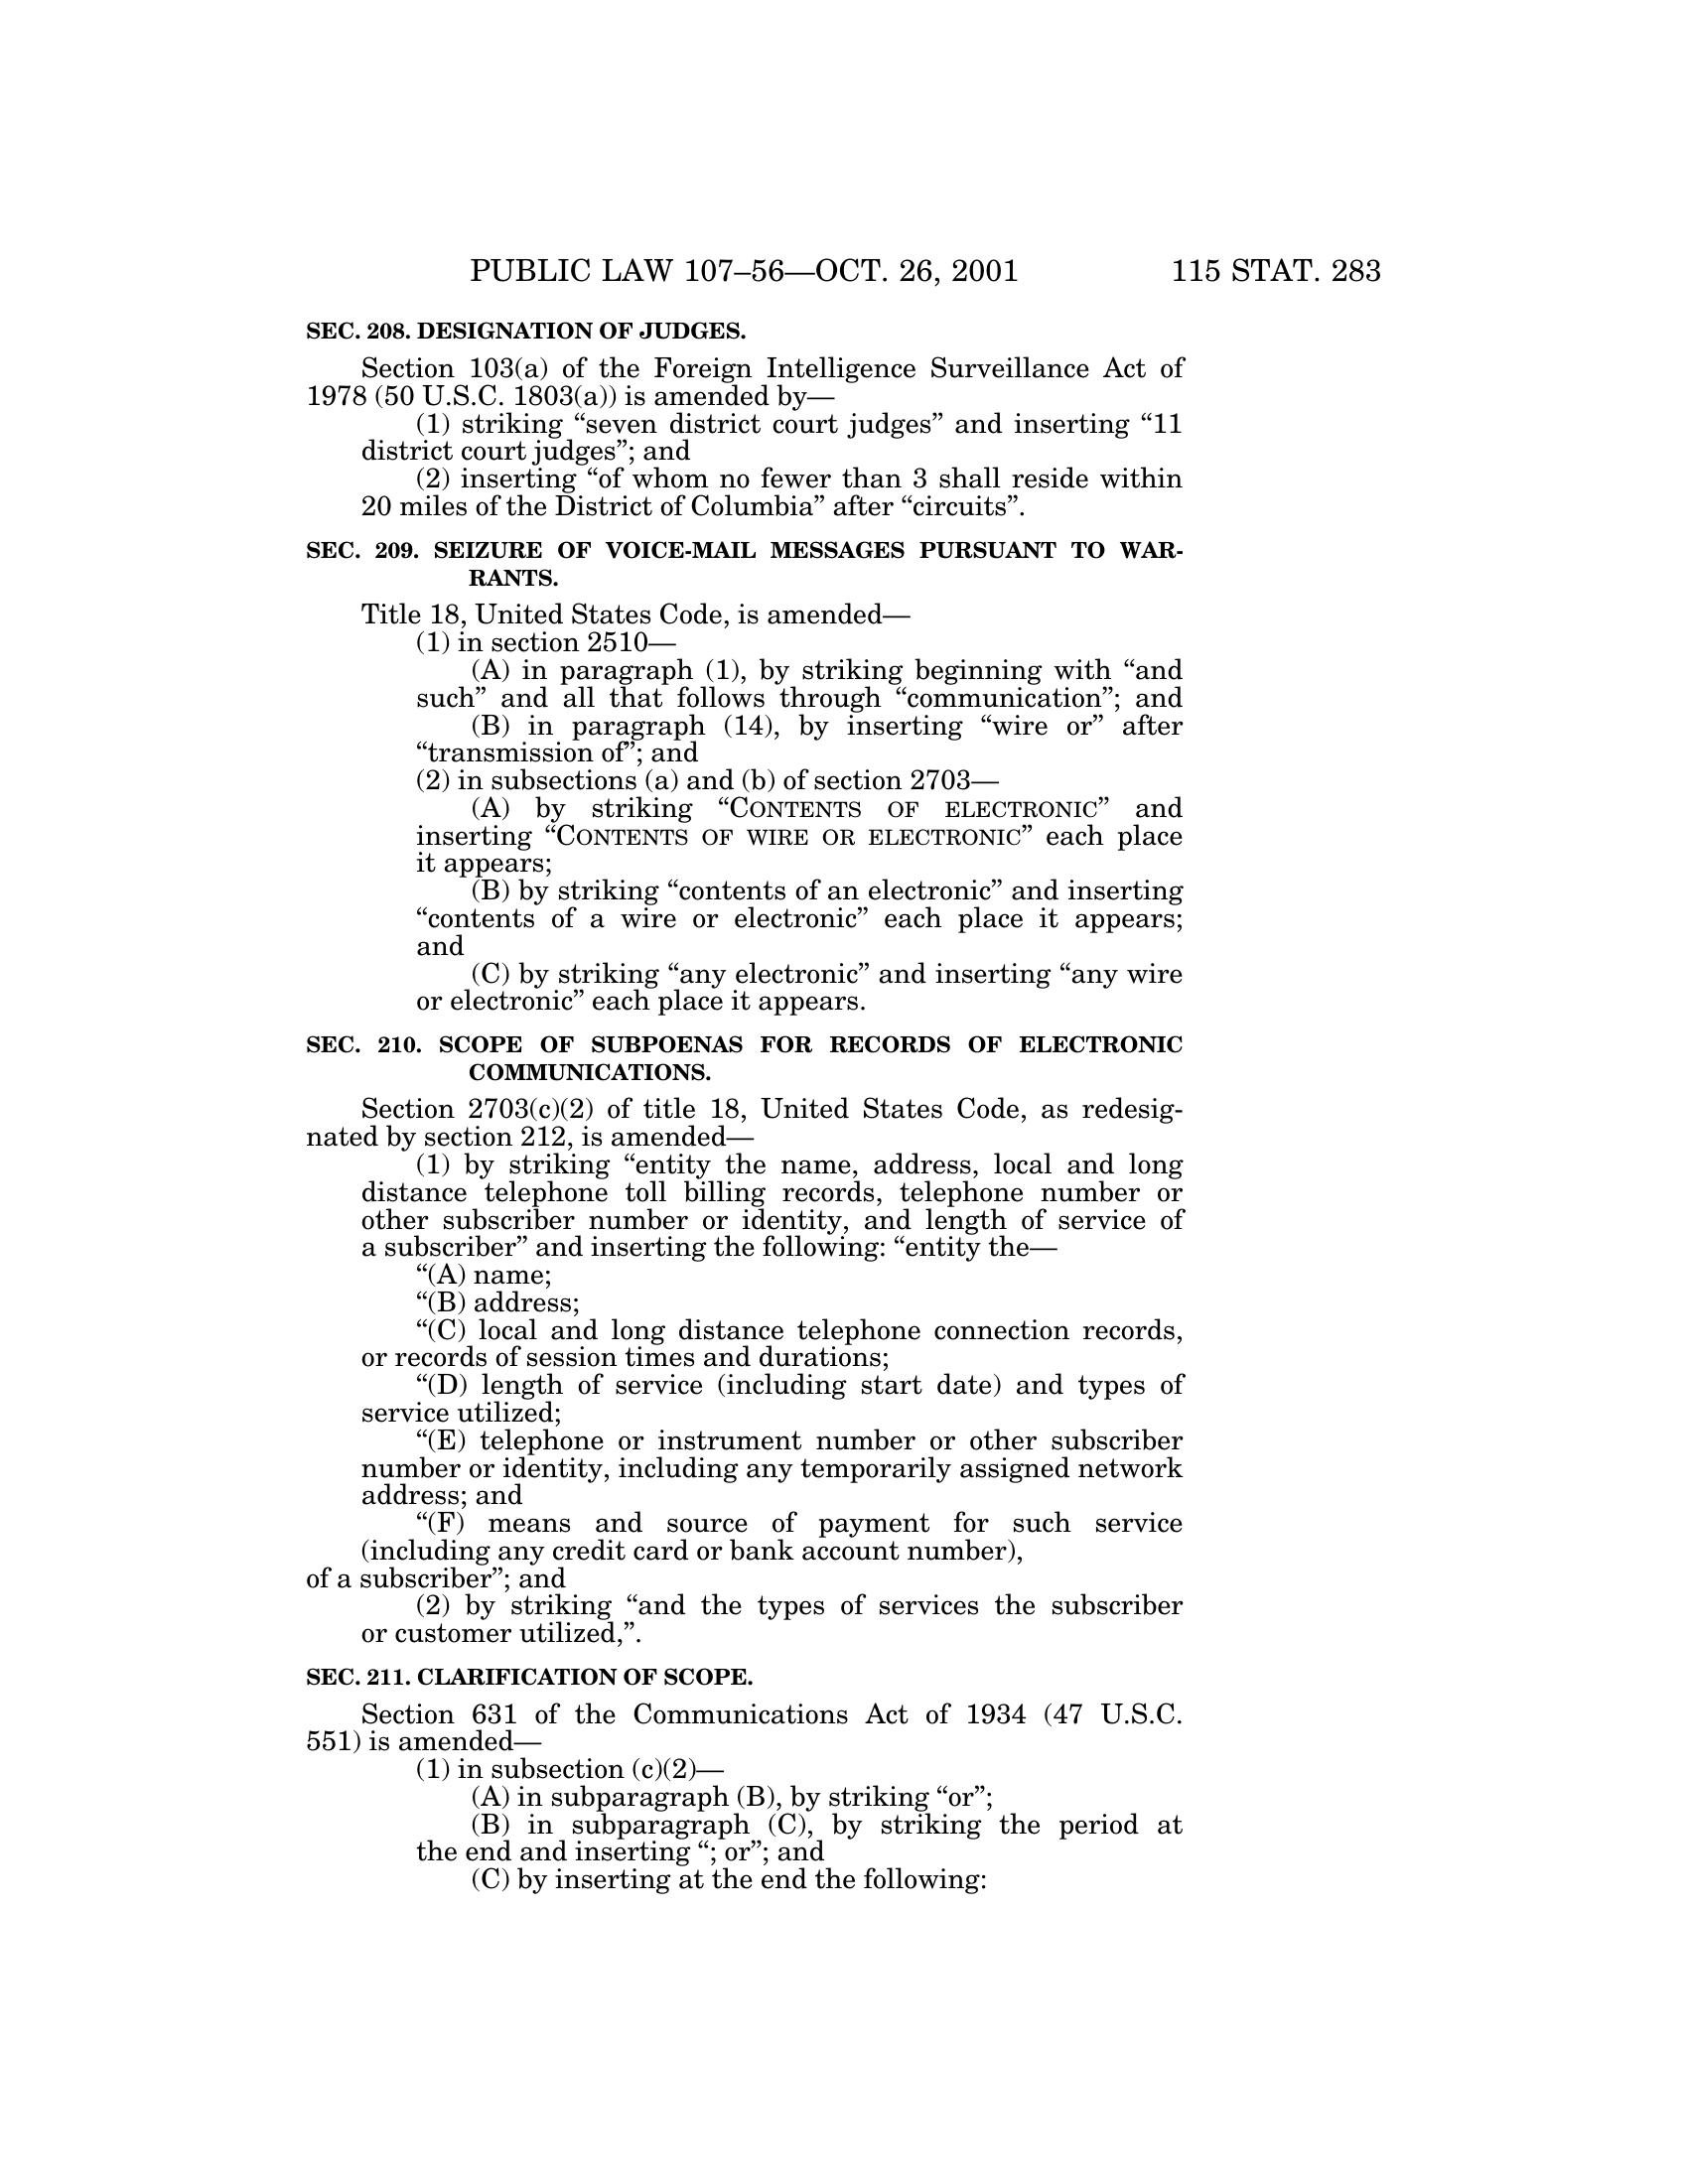 PUBLIC LAW 107–56—OCT. 26, 2001 115 STAT. 283
SEC. 208. DESIGNATION OF JUDGES.
Section 103(a) of the Foreign Intelligence Surveillance Act of
1978 (50 U.S.C. 1803(a)) is amended by—
(1) striking “seven district court judges” and inserting “11
district court judges”; and
(2) inserting “of whom no fewer than 3 shall reside within
20 miles of the District of Columbia” after “circuits”.
SEC. 209. SEIZURE OF VOICE-MAIL MESSAGES PURSUANT TO WAR-
RANTS.
Title 18, United States Code, is amended—
(1) in section 2510—
(A) in paragraph (1), by striking beginning with “and
such” and all that follows through “communication”; and
(B) in paragraph (14), by inserting “wire or” after
“transmission of”; and
(2) in subsections (a) and (b) of section 2703—
(A) by striking “CONTENTS OF ELECTRONIC” and
inserting “CONTENTS OF WIRE OR ELECTRONIC” each place
it appears;
(B) by striking “contents of an electronic” and inserting
“contents of a wire or electronic” each place it appears;
and
(C) by striking “any electronic” and inserting “any wire
or electronic” each place it appears.
SEC. 210. SCOPE OF SUBPOENAS FOR RECORDS OF ELECTRONIC
COMMUNICATIONS.
Section 2703(c)(2) of title 18, United States Code, as redesig-
nated by section 212, is amended—
(1) by striking “entity the name, address, local and long
distance telephone toll billing records, telephone number or
other subscriber number or identity, and length of service of
a subscriber” and inserting the following: “entity the—
“(A) name;
“(B) address;
“(C) local and long distance telephone connection records,
or records of session times and durations;
“(D) length of service (including start date) and types of
service utilized;
“(E) telephone or instrument number or other subscriber
number or identity, including any temporarily assigned network
address; and
“(F) means and source of payment for such service
(including any credit card or bank account number),
of a subscriber”; and
(2) by striking “and the types of services the subscriber
or customer utilized,”.
SEC. 211. CLARIFICATION OF SCOPE.
Section 631 of the Communications Act of 1934 (47 U.S.C.
551) is amended—
(1) in subsection (c)(2)—
(A) in subparagraph (B), by striking “or”;
(B) in subparagraph (C), by striking the period at
the end and inserting “; or”; and
(C) by inserting at the end the following: